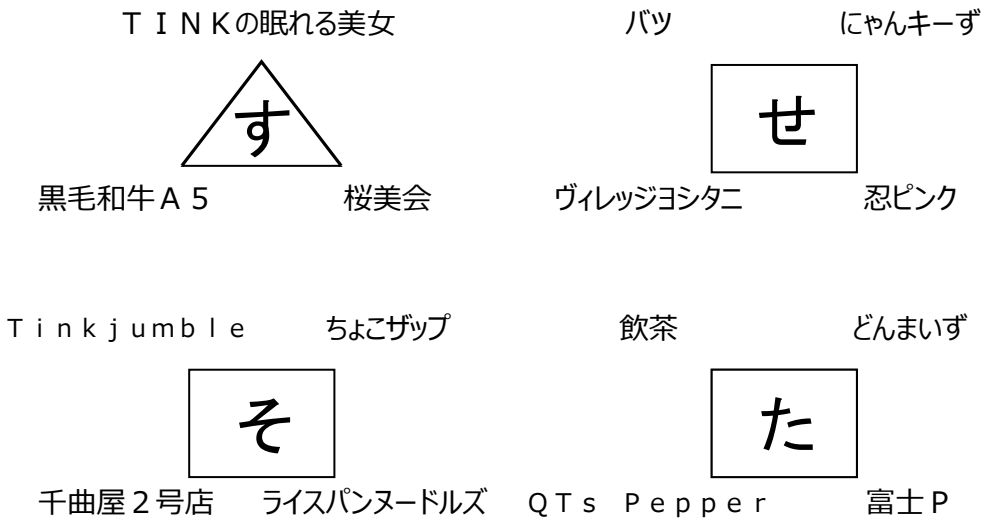 ＴＩＮＫの眠れる美女
す
黒毛和牛Ａ５ 桜美会
バツ にゃんキーず
せ
ヴィレッジヨシタニ 忍ピンク
Ｔｉｎｋｊｕｍｂｌｅ ちょこザップ
そ
千曲屋２号店 ライスパンヌードルズ
飲茶 どんまいず
た
ＱＴｓ Ｐｅｐｐｅｒ 富士Ｐ